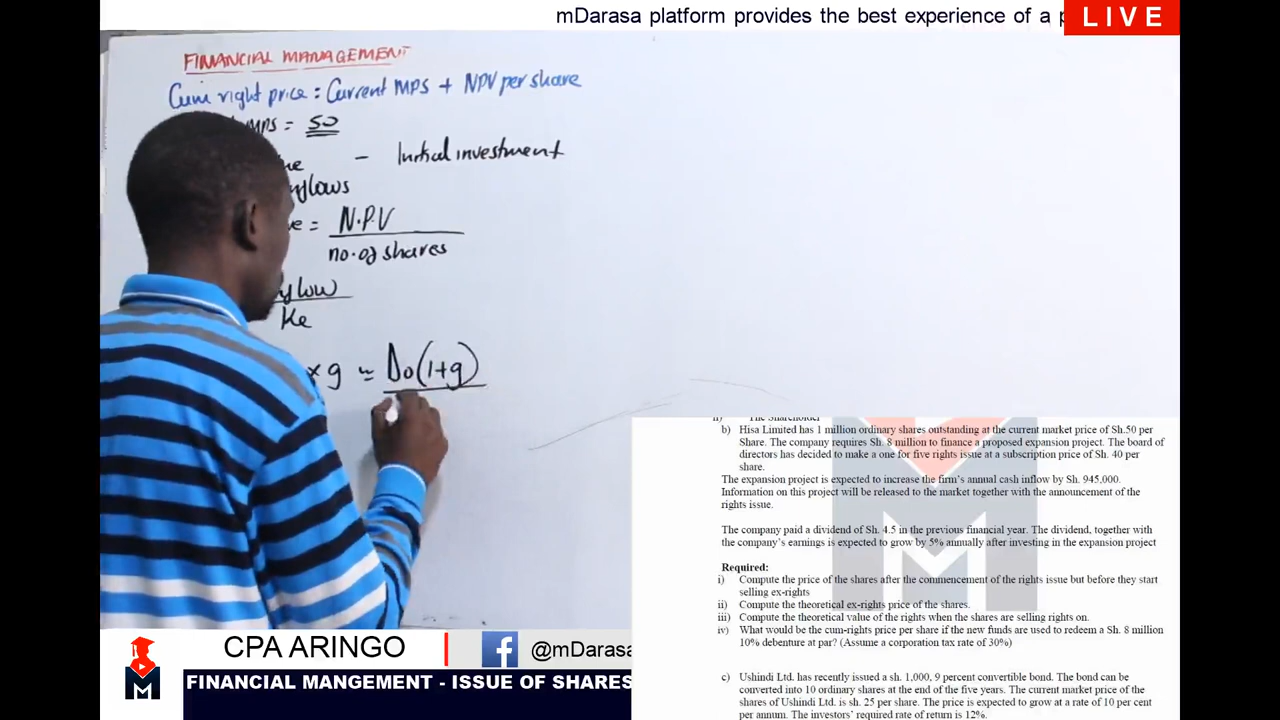 mDarasa platform provides the best experience of a
LIVE
FINANCIAL MANAGEMENT
Cum right price : Current MPS + NPV per share
MPS = 50
- Initial investment
NPV
no. of shares
Ke
x g = Do(1+g)
b) Hisa Limited has 1 million ordinary shares outstanding at the current market price of Sh.50 per
Share. The company requires Sh. 8 million to finance a proposed expansion project. The board of
directors has decided to make a one for five rights issue at a subscription price of Sh. 40 per
share.
The expansion project is expected to increase the firm's annual cash inflow by Sh. 945,000.
Information on this project will be released to the market together with the announcement of the
rights issue.
The company paid a dividend of Sh. 4.5 in the previous financial year. The dividend, together with
the company's earnings is expected to grow by 5% annually after investing in the expansion project
Required:
i) Compute the price of the shares after the commencement of the rights issue but before they start
selling ex-rights
ii) Compute the theoretical ex-rights price of the shares.
iii) Compute the theoretical value of the rights when the shares are selling rights on.
iv) What would be the cum-rights price per share if the new funds are used to redeem a Sh. 8 million
10% debenture at par? (Assume a corporation tax rate of 30%)
c) Ushindi Ltd. has recently issued a sh. 1,000, 9 percent convertible bond. The bond can be
converted into 10 ordinary shares at the end of the five years. The current market price of the
shares of Ushindi Ltd. is sh. 25 per share. The price is expected to grow at a rate of 10 per cent
per annum. The investors' required rate of return is 12%.
CPA ARINGO
@mDarasa
FINANCIAL MANGEMENT - ISSUE OF SHARES